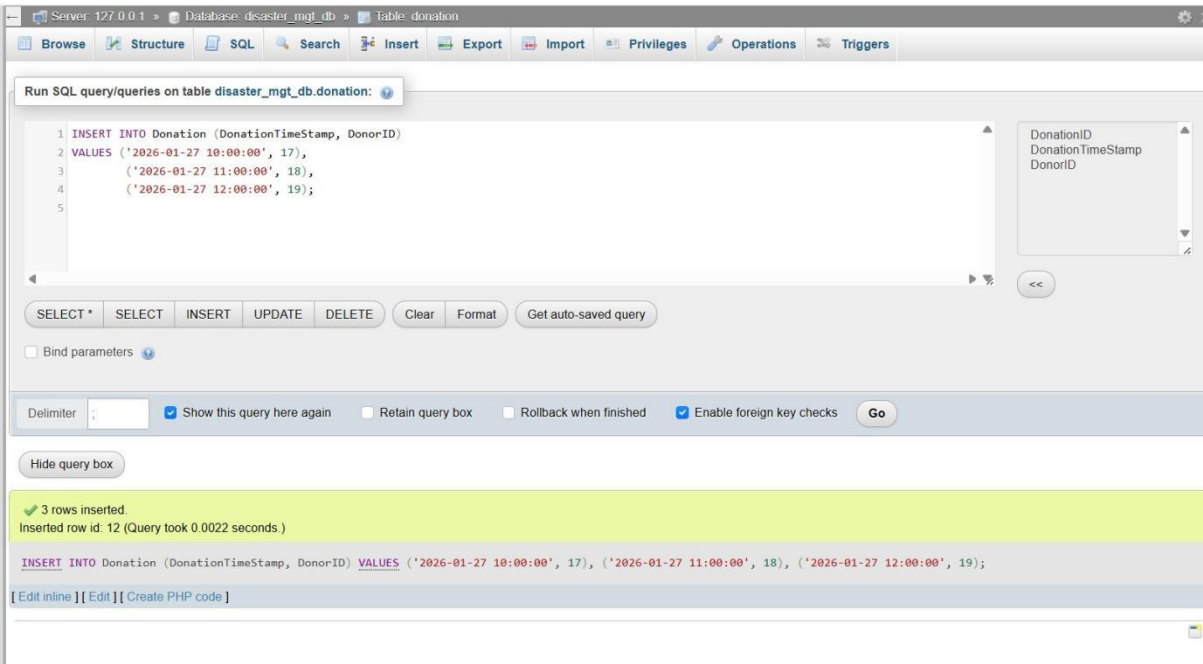 Server: 127.0.0.1 » Database: disaster_mgt_db » Table: donation
Browse Structure SQL Search Insert Export Import Privileges Operations Triggers
Run SQL query/queries on table disaster_mgt_db.donation:
1 INSERT INTO Donation (DonationTimeStamp, DonorID)
2 VALUES ('2026-01-27 10:00:00', 17),
3 ('2026-01-27 11:00:00', 18),
4 ('2026-01-27 12:00:00', 19);
5
DonationID
DonationTimeStamp
DonorID
<<
SELECT * SELECT INSERT UPDATE DELETE Clear Format Get auto-saved query
Bind parameters
Delimiter ; Show this query here again Retain query box Rollback when finished Enable foreign key checks Go
Hide query box
3 rows inserted.
Inserted row id: 12 (Query took 0.0022 seconds.)
INSERT INTO Donation (DonationTimeStamp, DonorID) VALUES ('2026-01-27 10:00:00', 17), ('2026-01-27 11:00:00', 18), ('2026-01-27 12:00:00', 19);
[ Edit inline ] [ Edit ] [ Create PHP code ]